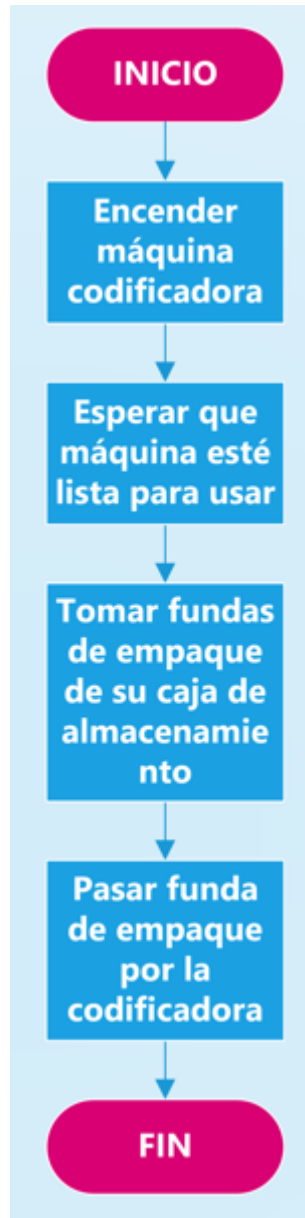 INICIO
Encender
máquina
codificadora
Esperar que
máquina esté
lista para usar
Tomar fundas
de empaque
de su caja de
almacenamie
nto
Pasar funda
de empaque
por la
codificadora
FIN